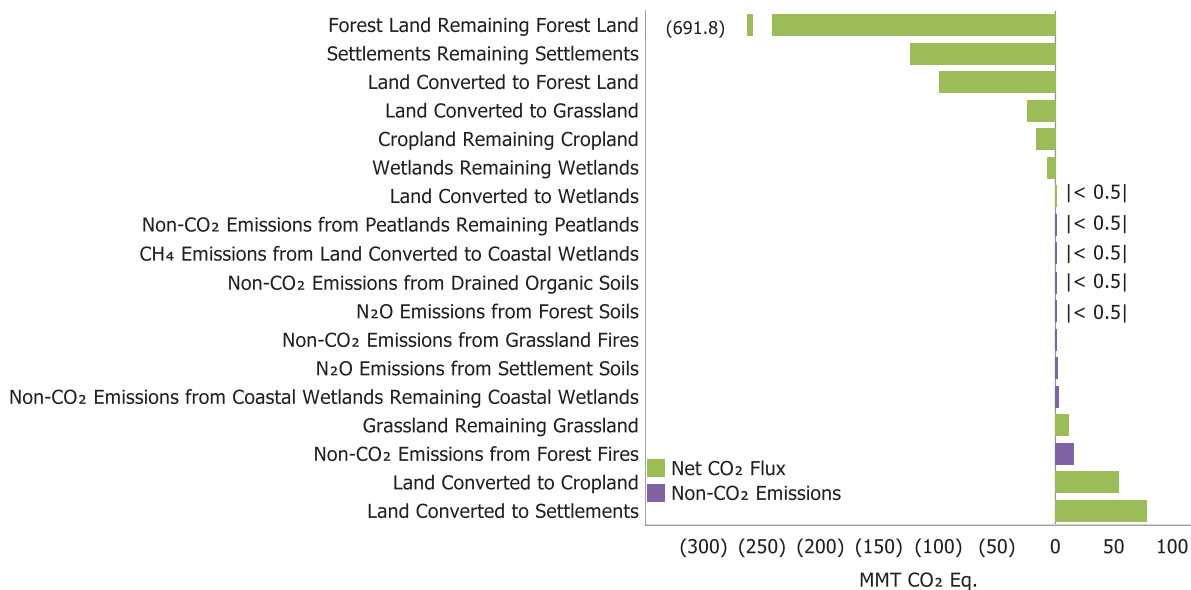 Forest Land Remaining Forest Land (691.8)
Settlements Remaining Settlements
Land Converted to Forest Land
Land Converted to Grassland
Cropland Remaining Cropland
Wetlands Remaining Wetlands
Land Converted to Wetlands |< 0.5|
Non-CO₂ Emissions from Peatlands Remaining Peatlands |< 0.5|
CH₄ Emissions from Land Converted to Coastal Wetlands |< 0.5|
Non-CO₂ Emissions from Drained Organic Soils |< 0.5|
N₂O Emissions from Forest Soils |< 0.5|
Non-CO₂ Emissions from Grassland Fires
N₂O Emissions from Settlement Soils
Non-CO₂ Emissions from Coastal Wetlands Remaining Coastal Wetlands
Grassland Remaining Grassland
Non-CO₂ Emissions from Forest Fires
Land Converted to Cropland
Land Converted to Settlements
Net CO₂ Flux
Non-CO₂ Emissions
(300) (250) (200) (150) (100) (50) 0 50 100
MMT CO₂ Eq.